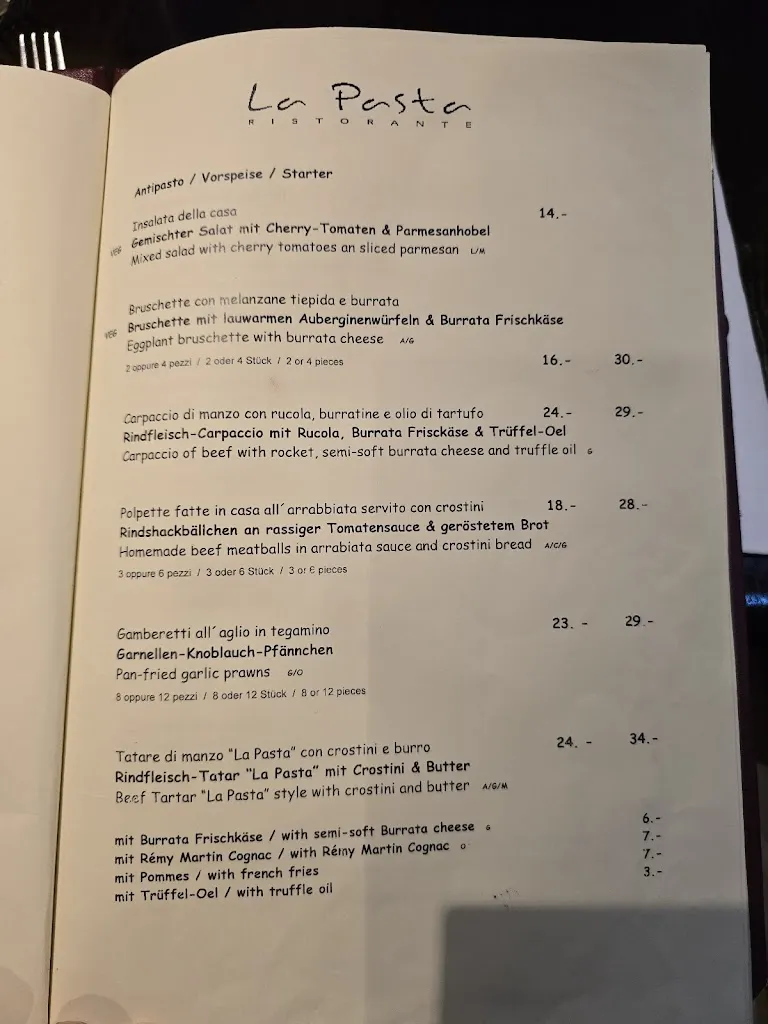 La Pasta
RISTORANTE
Antipasto / Vorspeise / Starter
Insalata della casa 14.-
VEG Gemischter Salat mit Cherry-Tomaten & Parmesanhobel
Mixed salad with cherry tomatoes an sliced parmesan L/M
Bruschette con melanzane tiepida e burrata
VEG Bruschette mit lauwarmen Auberginenwürfeln & Burrata Frischkäse
Eggplant bruschette with burrata cheese A/G
2 oppure 4 pezzi / 2 oder 4 Stück / 2 or 4 pieces 16.- 30.-
Carpaccio di manzo con rucola, burratine e olio di tartufo 24.- 29.-
Rindfleisch-Carpaccio mit Rucola, Burrata Frisckäse & Trüffel-Oel
Carpaccio of beef with rocket, semi-soft burrata cheese and truffle oil G
Polpette fatte in casa all´arrabbiata servito con crostini 18.- 28.-
Rindshackbällchen an rassiger Tomatensauce & geröstetem Brot
Homemade beef meatballs in arrabiata sauce and crostini bread A/C/G
3 oppure 6 pezzi / 3 oder 6 Stück / 3 or 6 pieces
Gamberetti all´aglio in tegamino 23. - 29.-
Garnellen-Knoblauch-Pfännchen
Pan-fried garlic prawns G/O
8 oppure 12 pezzi / 8 oder 12 Stück / 8 or 12 pieces
Tatare di manzo "La Pasta" con crostini e burro 24. - 34.-
Rindfleisch-Tatar "La Pasta" mit Crostini & Butter
Beef Tartar "La Pasta" style with crostini and butter A/G/M
mit Burrata Frischkäse / with semi-soft Burrata cheese G 6.-
mit Rémy Martin Cognac / with Rémy Martin Cognac O 7.-
mit Pommes / with french fries 7.-
mit Trüffel-Oel / with truffle oil 3.-